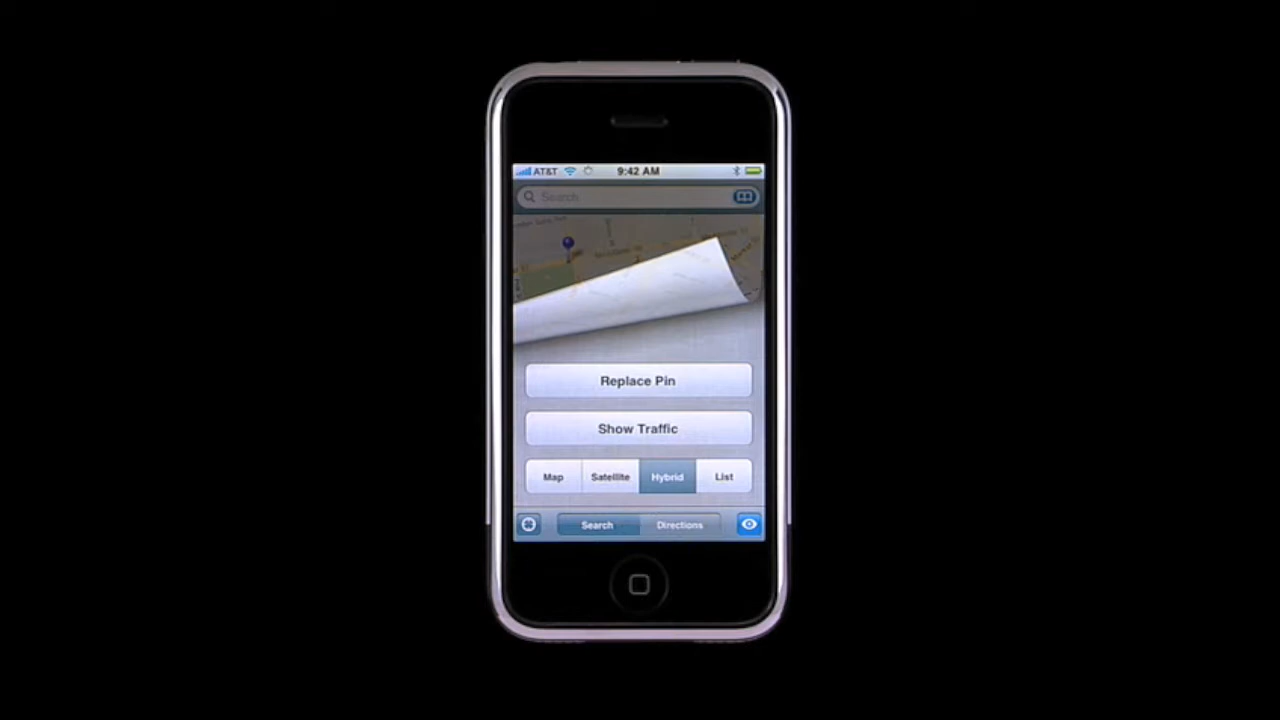 AT&T 9:42 AM
Search
Replace Pin
Show Traffic
Map Satellite Hybrid List
Search Directions